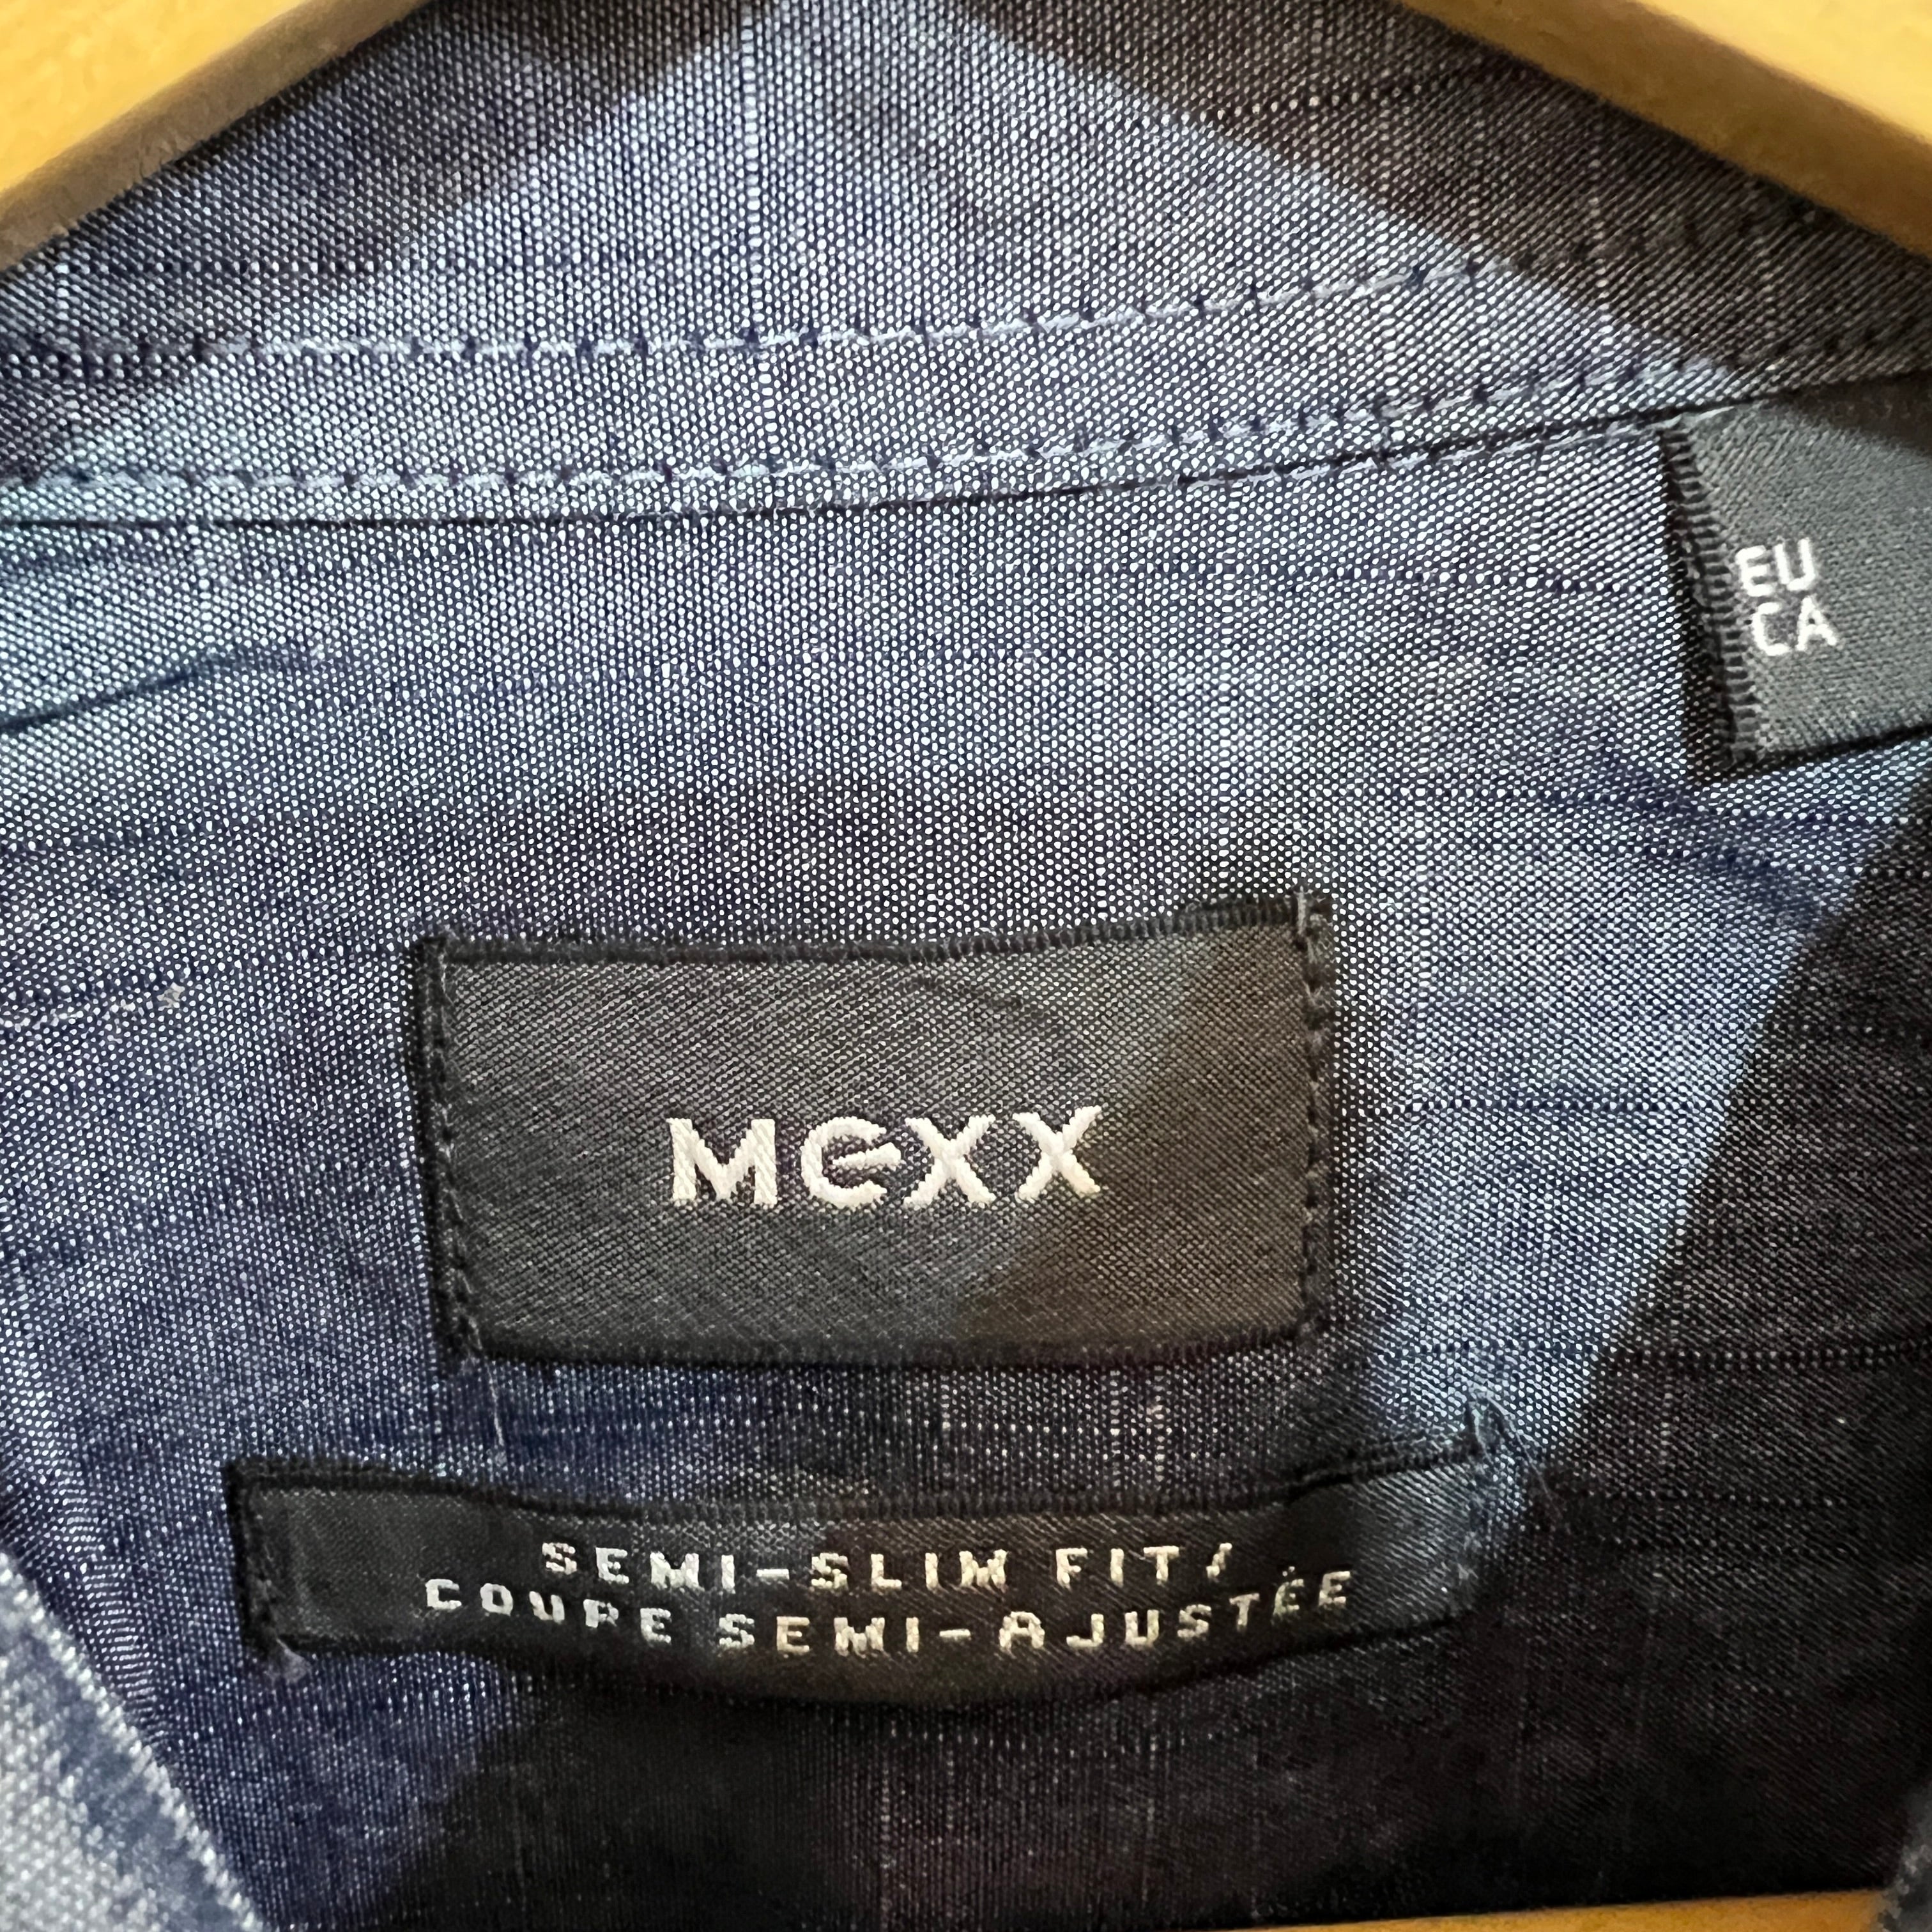 EU
CA
MEXX
SEMI-SLIM FIT/
COUPE SEMI-AJUSTÉE